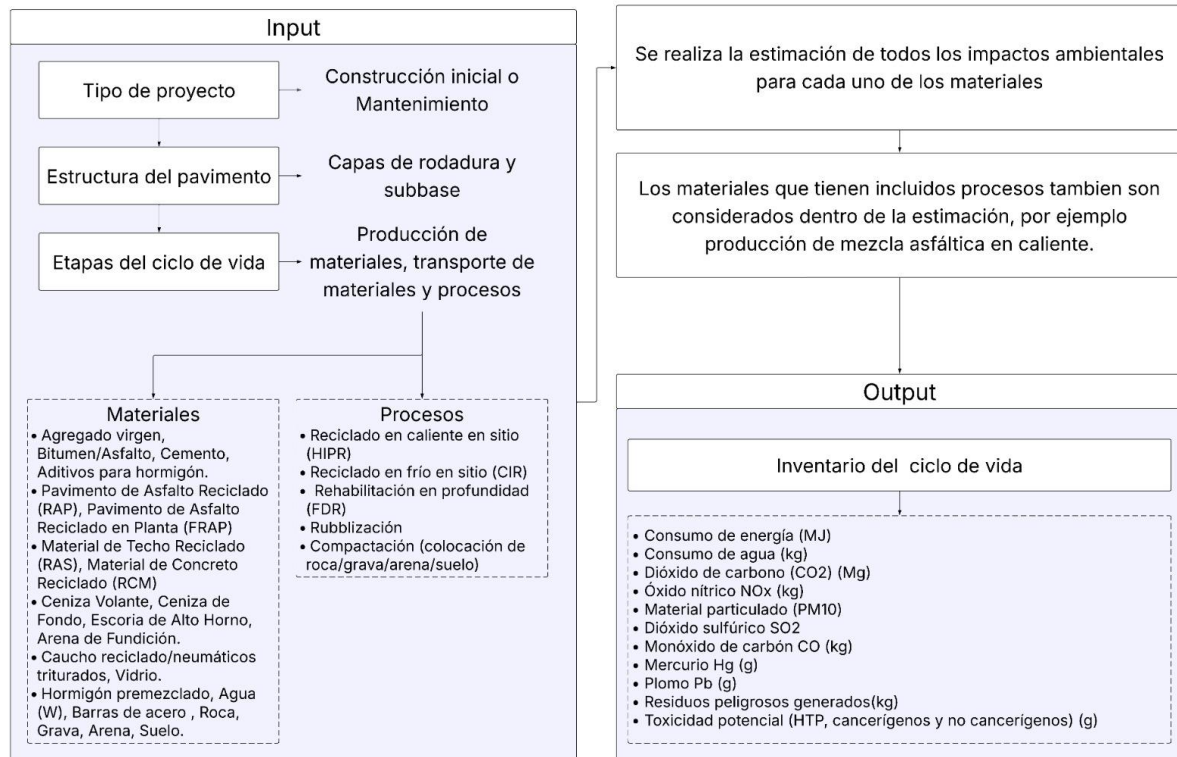 Input
Tipo de proyecto
Construcción inicial o
Mantenimiento
Estructura del pavimento
Capas de rodadura y
subbase
Etapas del ciclo de vida
Producción de
materiales, transporte de
materiales y procesos
Materiales
• Agregado virgen,
Bitumen/Asfalto, Cemento,
Aditivos para hormigón.
• Pavimento de Asfalto Reciclado
(RAP), Pavimento de Asfalto
Reciclado en Planta (FRAP)
• Material de Techo Reciclado
(RAS), Material de Concreto
Reciclado (RCM)
• Ceniza Volante, Ceniza de
Fondo, Escoria de Alto Horno,
Arena de Fundición.
• Caucho reciclado/neumáticos
triturados, Vidrio.
• Hormigón premezclado, Agua
(W), Barras de acero , Roca,
Grava, Arena, Suelo.
Procesos
• Reciclado en caliente en sitio
(HIPR)
• Reciclado en frío en sitio (CIR)
• Rehabilitación en profundidad
(FDR)
• Rubblización
• Compactación (colocación de
roca/grava/arena/suelo)
Se realiza la estimación de todos los impactos ambientales
para cada uno de los materiales
Los materiales que tienen incluidos procesos tambien son
considerados dentro de la estimación, por ejemplo
producción de mezcla asfáltica en caliente.
Output
Inventario del ciclo de vida
• Consumo de energía (MJ)
• Consumo de agua (kg)
• Dióxido de carbono (CO2) (Mg)
• Óxido nítrico NOx (kg)
• Material particulado (PM10)
• Dióxido sulfúrico SO2
• Monóxido de carbón CO (kg)
• Mercurio Hg (g)
• Plomo Pb (g)
• Residuos peligrosos generados(kg)
• Toxicidad potencial (HTP, cancerígenos y no cancerígenos) (g)